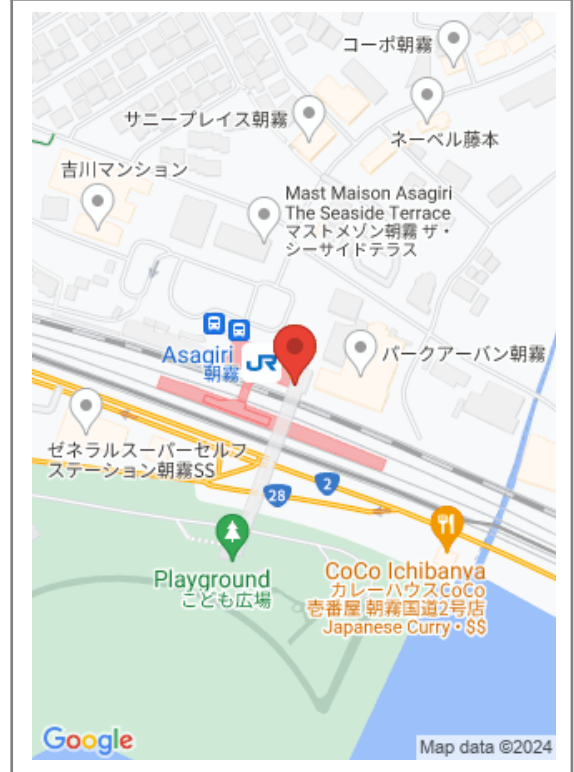 コーポ朝霧
サニープレイス朝霧
ネーベル藤本
吉川マンション
Mast Maison Asagiri
The Seaside Terrace
マストメゾン朝霧 ザ・
シーサイドテラス
Asagiri
朝霧
JR
パークアーバン朝霧
ゼネラルスーパーセルフ
ステーション朝霧SS
2
28
Playground
こども広場
CoCo Ichibanya
カレーハウスCoCo
壱番屋 朝霧国道2号店
Japanese Curry・$$
Google
Map data ©2024